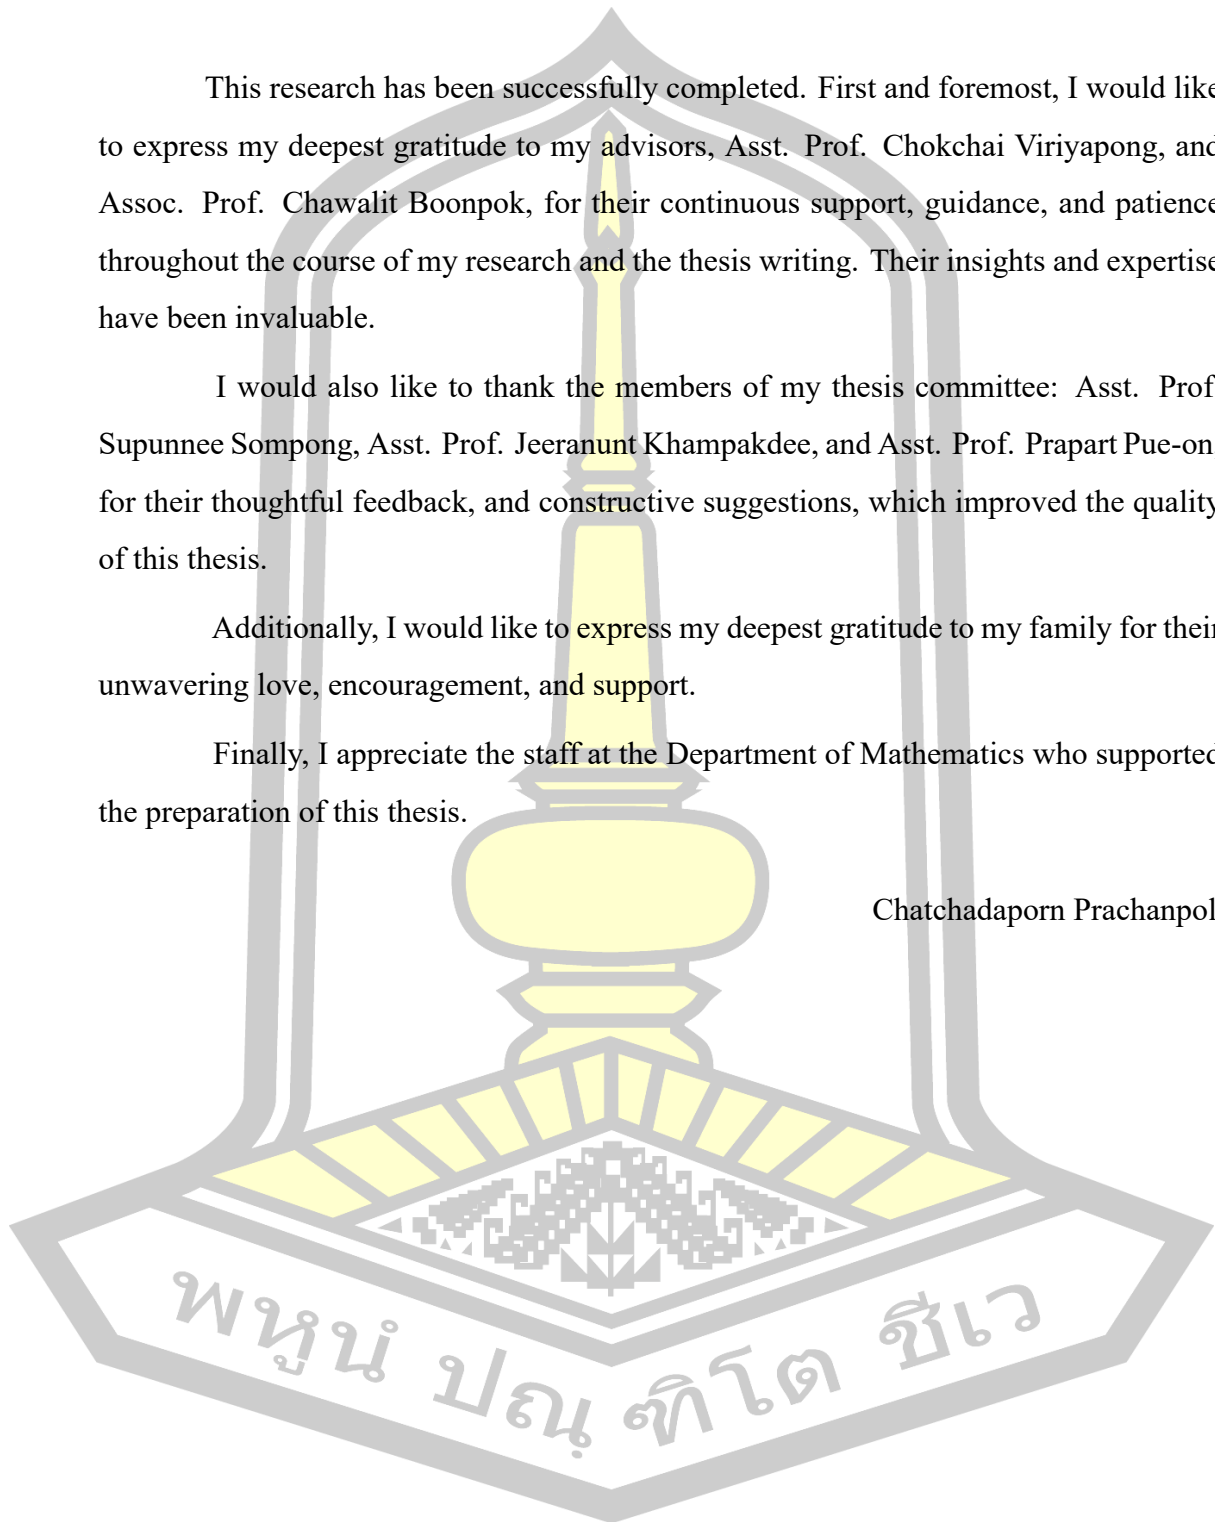 This research has been successfully completed. First and foremost, I would like
to express my deepest gratitude to my advisors, Asst. Prof. Chokchai Viriyapong, and
Assoc. Prof. Chawalit Boonpok, for their continuous support, guidance, and patience
throughout the course of my research and the thesis writing. Their insights and expertise
have been invaluable.
I would also like to thank the members of my thesis committee: Asst. Prof
Supunnee Sompong, Asst. Prof. Jeeranunt Khampakdee, and Asst. Prof. Prapart Pue-on,
for their thoughtful feedback, and constructive suggestions, which improved the quality
of this thesis.
Additionally, I would like to express my deepest gratitude to my family for their
unwavering love, encouragement, and support.
Finally, I appreciate the staff at the Department of Mathematics who supported
the preparation of this thesis.
Chatchadaporn Prachanpol
พหูนํ ปณฺฑิโต ชีเว